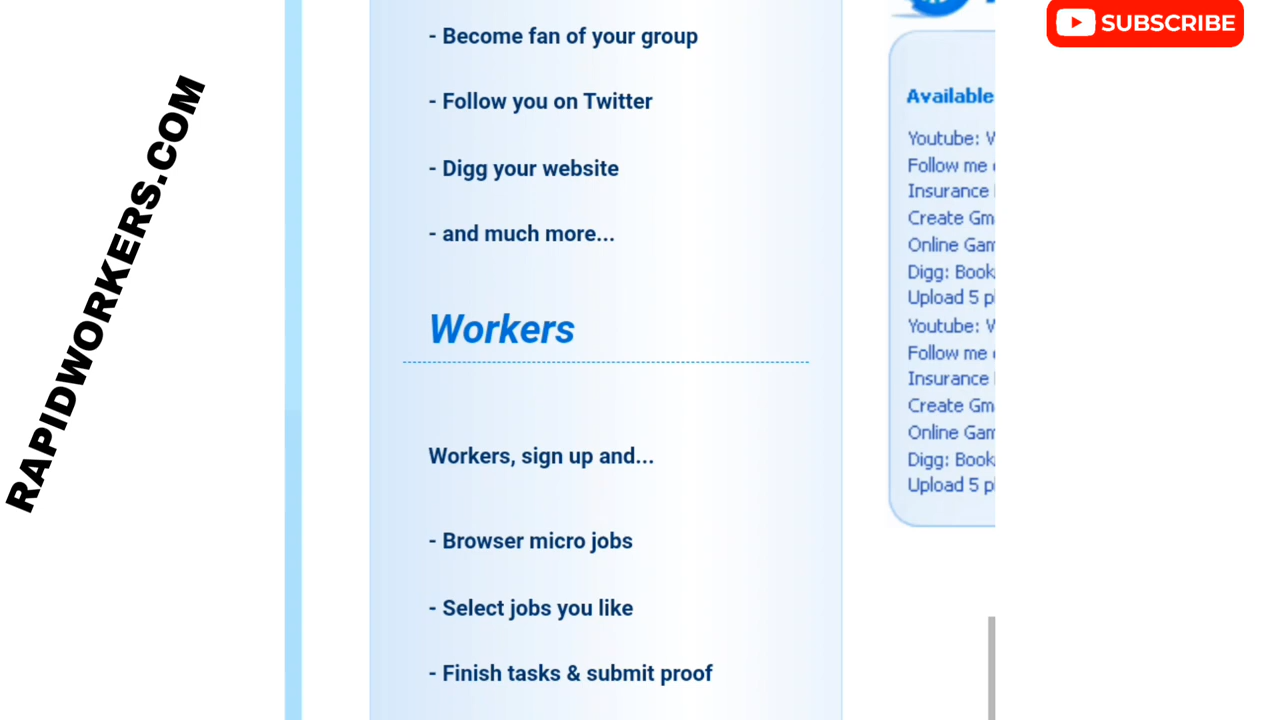 SUBSCRIBE
RAPIDWORKERS.COM
- Become fan of your group
- Follow you on Twitter
- Digg your website
- and much more...
Workers
Workers, sign up and...
- Browser micro jobs
- Select jobs you like
- Finish tasks & submit proof
Available
Youtube:
Follow me
Insurance
Create
Online
Digg:
Upload 5
Youtube:
Follow me
Insurance
Create
Online
Digg:
Upload 5